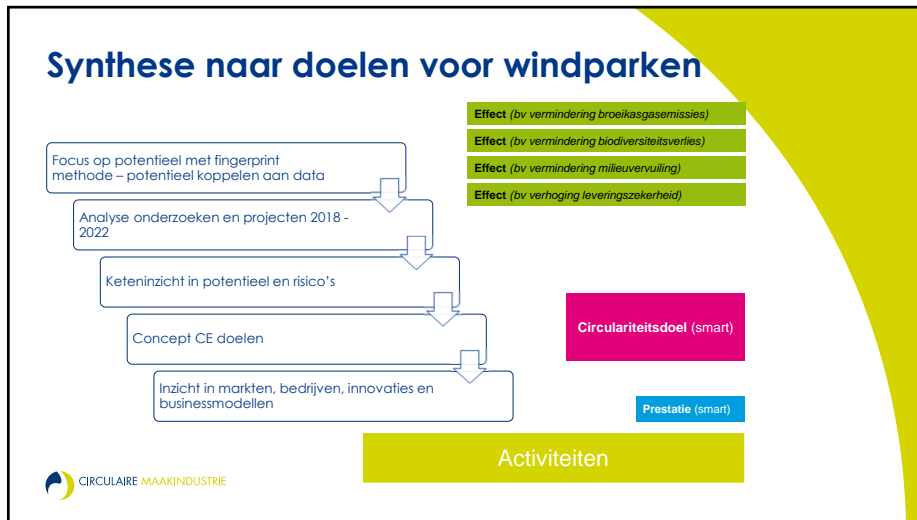 Synthese naar doelen voor windparken
Focus op potentieel met fingerprint
methode – potentieel koppelen aan data
Analyse onderzoeken en projecten 2018 -
2022
Keteninzicht in potentieel en risico's
Concept CE doelen
Inzicht in markten, bedrijven, innovaties en
businessmodellen
Effect (bv vermindering broeikasgasemissies)
Effect (bv vermindering biodiversiteitsverlies)
Effect (bv vermindering milieuvervuiling)
Effect (bv verhoging leveringszekerheid)
Circulariteitsdoel (smart)
Prestatie (smart)
Activiteiten
CIRCULAIRE MAAKINDUSTRIE